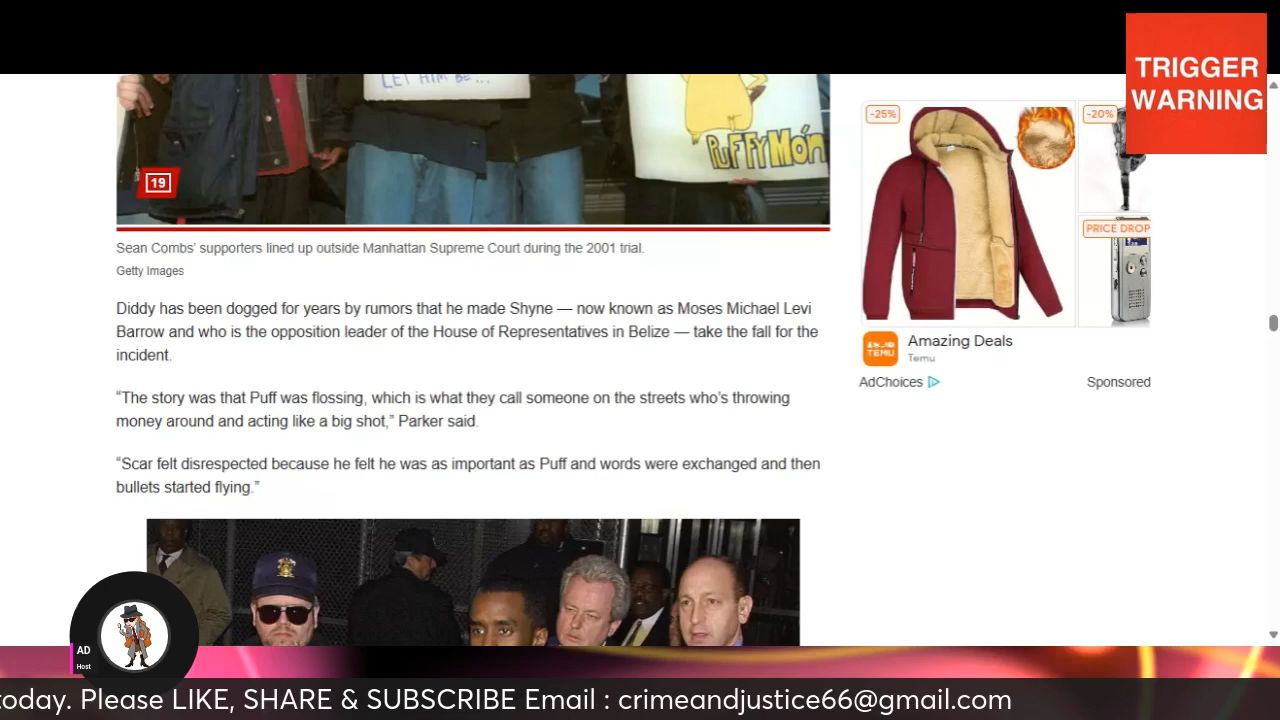 LET HIM BE...
PUFFY MÓN
19
TRIGGER
WARNING
-25%
-20%
PRICE DROP
Sean Combs’ supporters lined up outside Manhattan Supreme Court during the 2001 trial.
Getty Images
Diddy has been dogged for years by rumors that he made Shyne — now known as Moses Michael Levi
Barrow and who is the opposition leader of the House of Representatives in Belize — take the fall for the
incident.
“The story was that Puff was flossing, which is what they call someone on the streets who’s throwing
money around and acting like a big shot,” Parker said.
“Scar felt disrespected because he felt he was as important as Puff and words were exchanged and then
bullets started flying.”
TEMU
Amazing Deals
Temu
AdChoices
Sponsored
AD
Host
today. Please LIKE, SHARE & SUBSCRIBE Email : crimeandjustice66@gmail.com